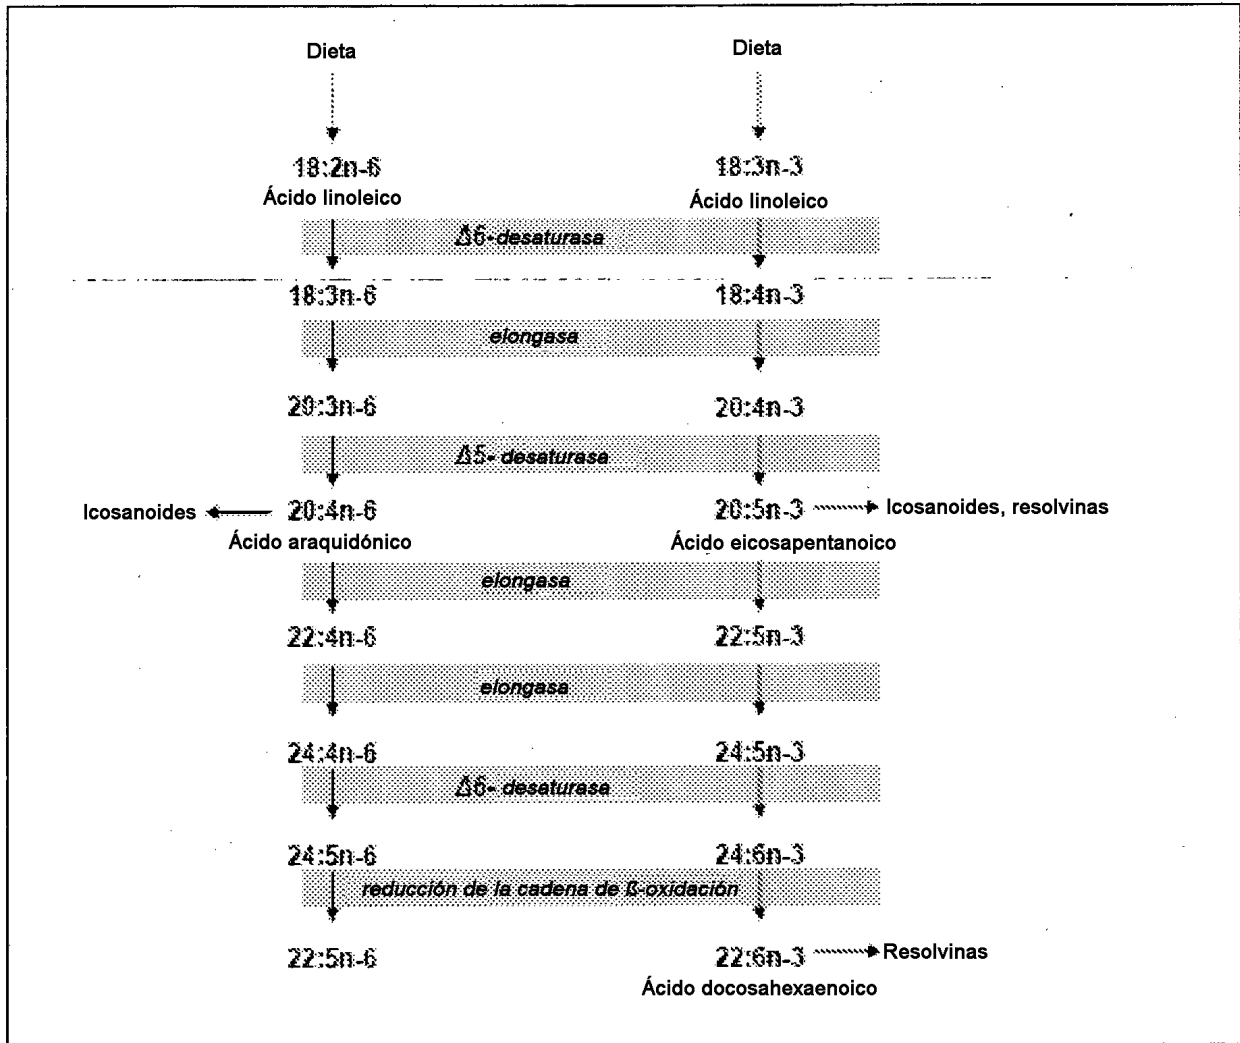 Dieta Dieta
18:2n-6 18:3n-3
Ácido linoleico Ácido linoleico
Δ6-desaturasa
18:3n-6 18:4n-3
elongasa
20:3n-6 20:4n-3
Δ5- desaturasa
Icosanoides 20:4n-6 20:5n-3 Icosanoides, resolvinas
Ácido araquidónico Ácido eicosapentanoico
elongasa
22:4n-6 22:5n-3
elongasa
24:4n-6 24:5n-3
Δ6- desaturasa
24:5n-6 24:6n-3
reducción de la cadena de ß-oxidación
22:5n-6 22:6n-3 Resolvinas
Ácido docosahexaenoico